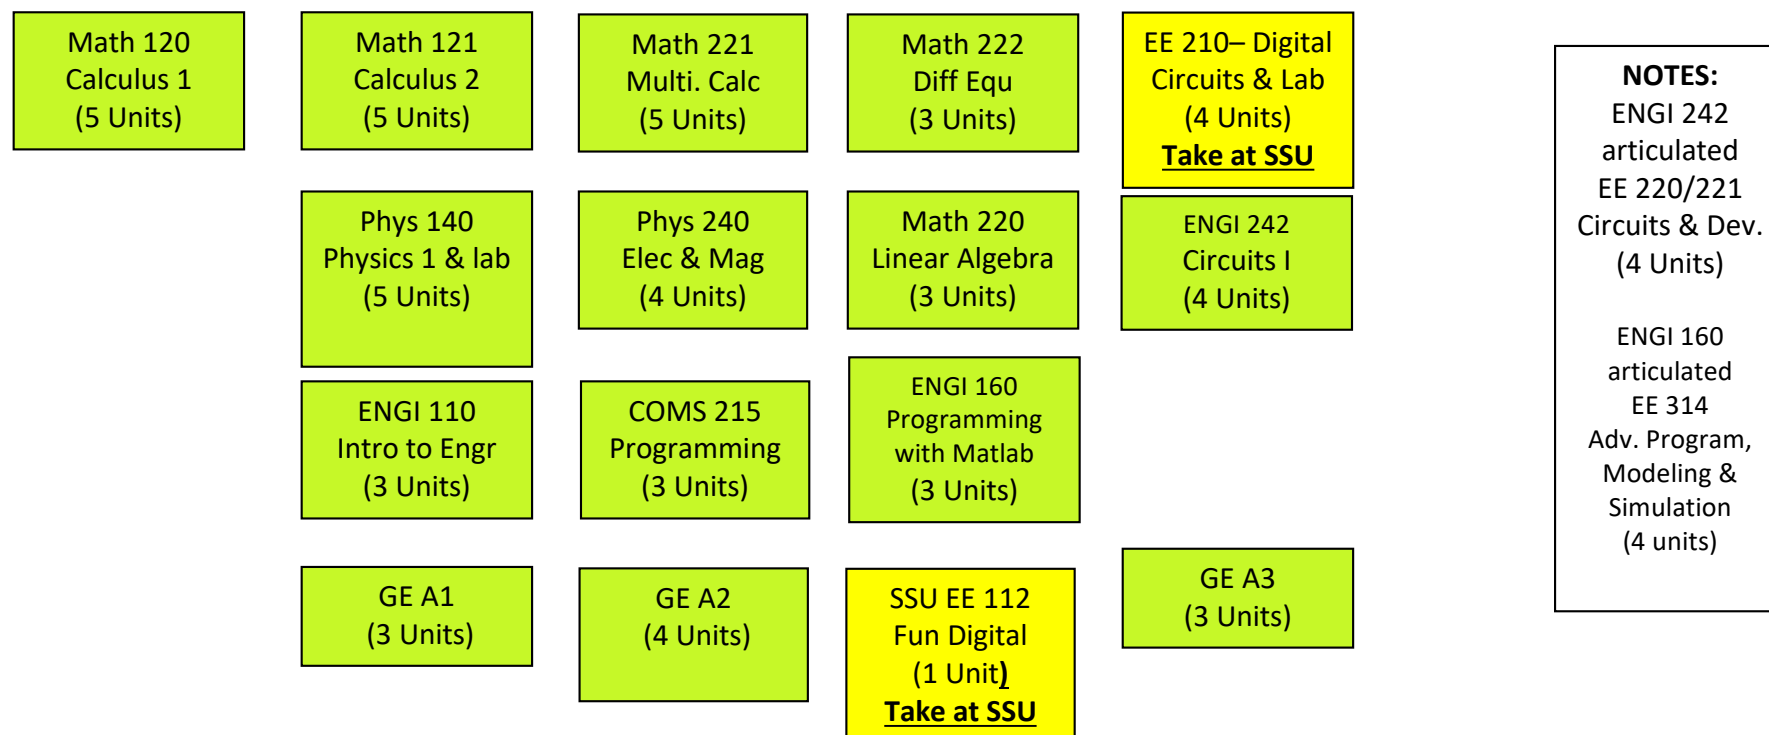 Math 120
Calculus 1
(5 Units)
Math 121
Calculus 2
(5 Units)
Math 221
Multi. Calc
(5 Units)
Math 222
Diff Equ
(3 Units)
EE 210– Digital
Circuits & Lab
(4 Units)
Take at SSU
Phys 140
Physics 1 & lab
(5 Units)
Phys 240
Elec & Mag
(4 Units)
Math 220
Linear Algebra
(3 Units)
ENGI 242
Circuits I
(4 Units)
ENGI 110
Intro to Engr
(3 Units)
COMS 215
Programming
(3 Units)
ENGI 160
Programming
with Matlab
(3 Units)
GE A1
(3 Units)
GE A2
(4 Units)
SSU EE 112
Fun Digital
(1 Unit)
Take at SSU
GE A3
(3 Units)
NOTES:
ENGI 242
articulated
EE 220/221
Circuits & Dev.
(4 Units)
ENGI 160
articulated
EE 314
Adv. Program,
Modeling &
Simulation
(4 units)